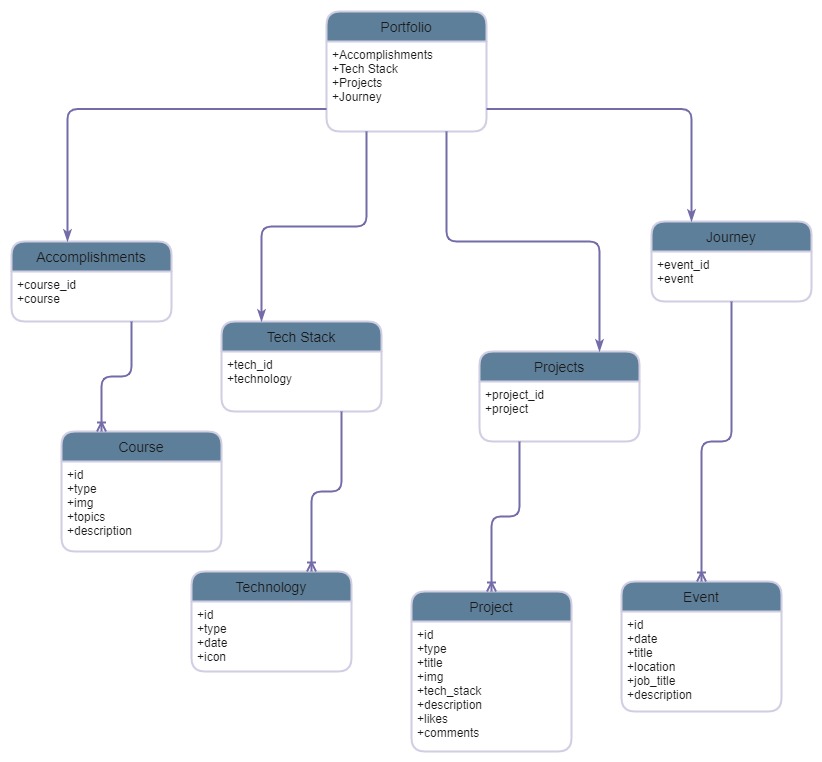 Portfolio
+Accomplishments
+Tech Stack
+Projects
+Journey
Accomplishments
+course_id
+course
Journey
+event_id
+event
Tech Stack
+tech_id
+technology
Projects
+project_id
+project
Course
+id
+type
+img
+topics
+description
Technology
+id
+type
+date
+icon
Project
+id
+type
+title
+img
+tech_stack
+description
+likes
+comments
Event
+id
+date
+title
+location
+job_title
+description